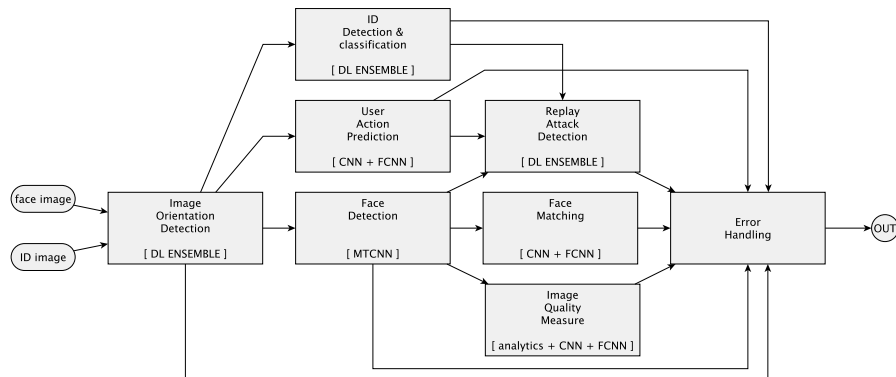 ID
Detection &
classification
[ DL ENSEMBLE ]
User
Action
Prediction
[ CNN + FCNN ]
Replay
Attack
Detection
[ DL ENSEMBLE ]
face image
ID image
Image
Orientation
Detection
[ DL ENSEMBLE ]
Face
Detection
[ MTCNN ]
Face
Matching
[ CNN + FCNN ]
Error
Handling
OUT
Image
Quality
Measure
[ analytics + CNN + FCNN ]